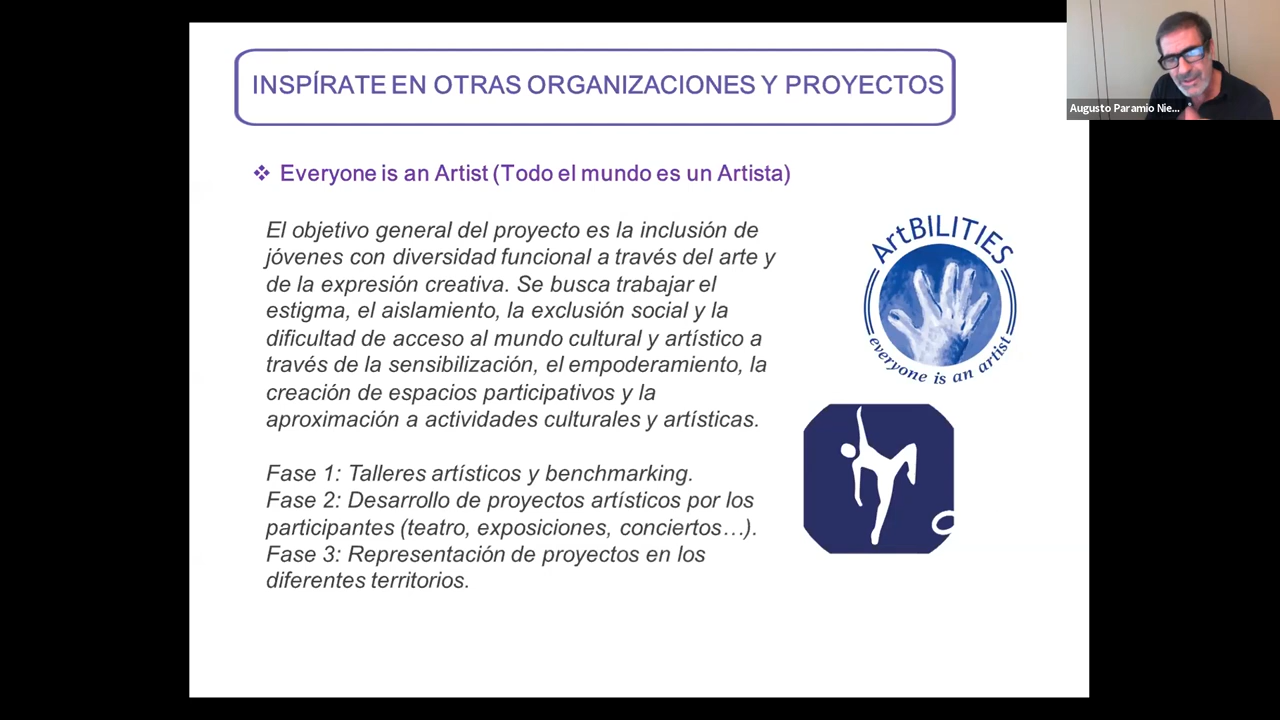 INSPÍRATE EN OTRAS ORGANIZACIONES Y PROYECTOS
Augusto Paramio Nie...
❖ Everyone is an Artist (Todo el mundo es un Artista)
El objetivo general del proyecto es la inclusión de
jóvenes con diversidad funcional a través del arte y
de la expresión creativa. Se busca trabajar el
estigma, el aislamiento, la exclusión social y la
dificultad de acceso al mundo cultural y artístico a
través de la sensibilización, el empoderamiento, la
creación de espacios participativos y la
aproximación a actividades culturales y artísticas.
Fase 1: Talleres artísticos y benchmarking.
Fase 2: Desarrollo de proyectos artísticos por los
participantes (teatro, exposiciones, conciertos…).
Fase 3: Representación de proyectos en los
diferentes territorios.
ArtBILITIES
everyone is an artist